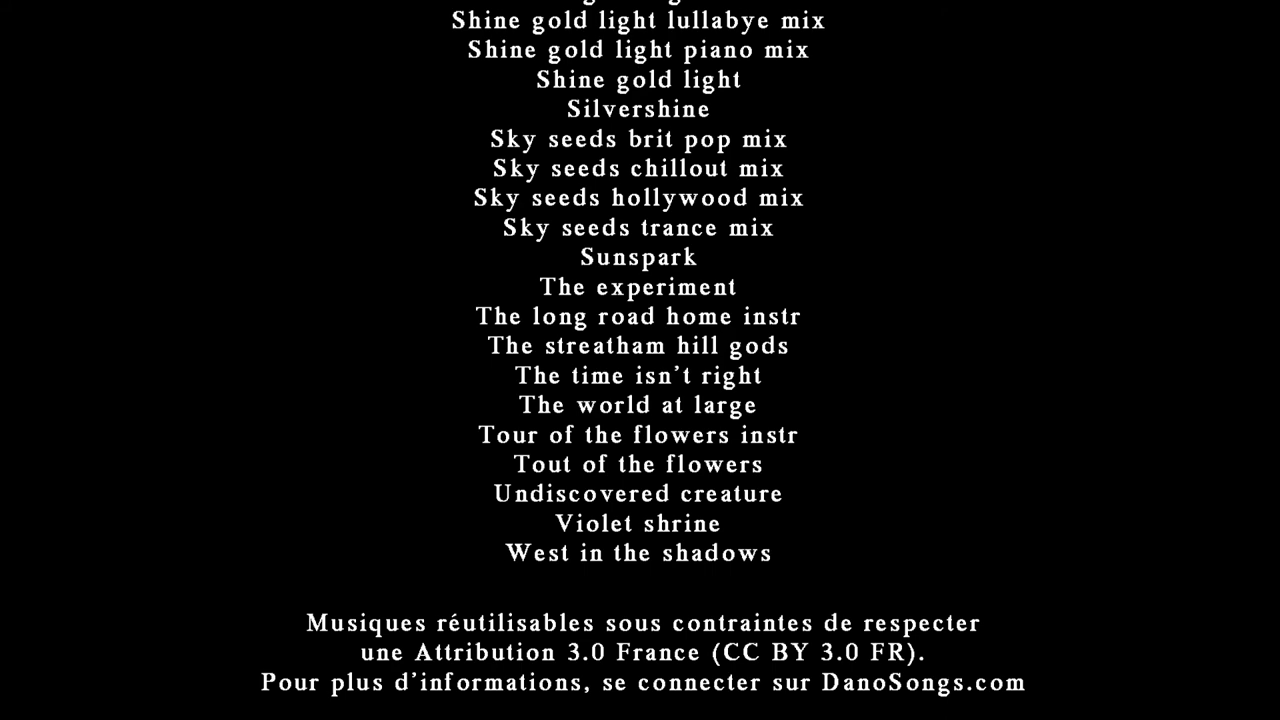 Shine gold light lullabye mix
Shine gold light piano mix
Shine gold light
Silvershine
Sky seeds brit pop mix
Sky seeds chillout mix
Sky seeds hollywood mix
Sky seeds trance mix
Sunspark
The experiment
The long road home instr
The streatham hill gods
The time isn’t right
The world at large
Tour of the flowers instr
Tout of the flowers
Undiscovered creature
Violet shrine
West in the shadows
Musiques réutilisables sous contraintes de respecter
une Attribution 3.0 France (CC BY 3.0 FR).
Pour plus d’informations, se connecter sur DanoSongs.com